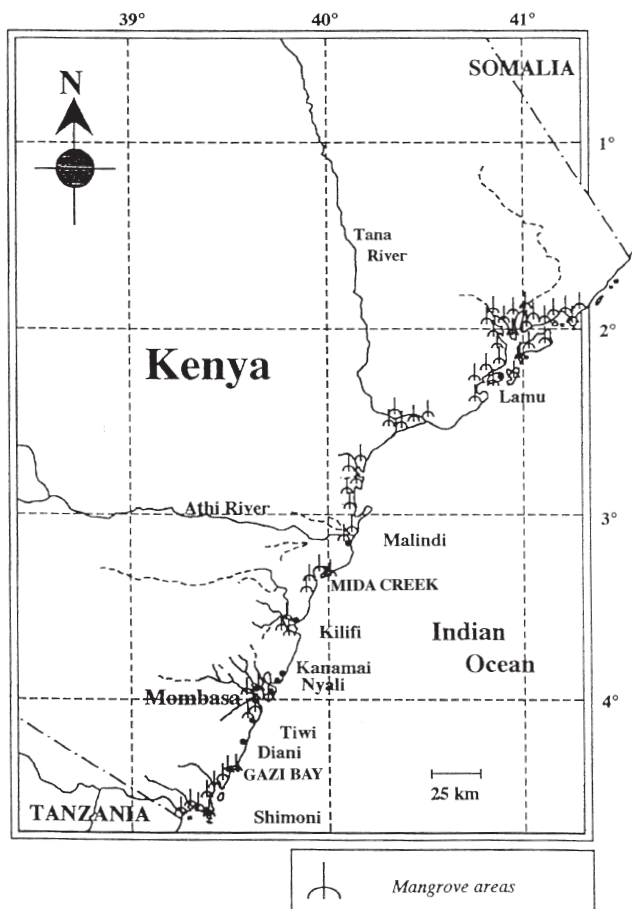 39° 40° 41°
SOMALIA
N
1°
Tana
River
2°
Kenya
Lamu
Athi River
3°
Malindi
MIDA CREEK
Kilifi
Indian
Ocean
Kanamai
Nyali
Mombasa
4°
Tiwi
Diani
GAZI BAY
25 km
TANZANIA
Shimoni
Mangrove areas